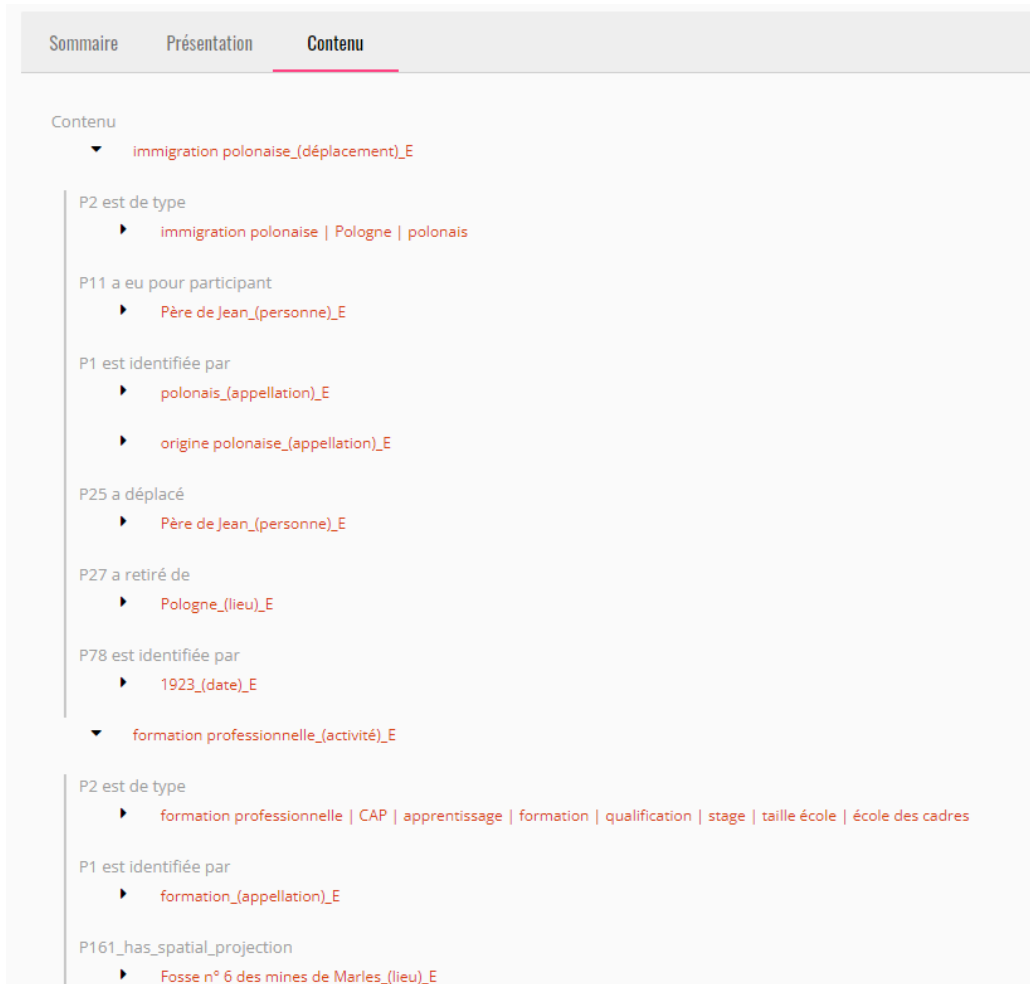 Sommaire Présentation Contenu
Contenu
immigration polonaise_(déplacement)_E
P2 est de type
immigration polonaise | Pologne | polonais
P11 a eu pour participant
Père de Jean_(personne)_E
P1 est identifiée par
polonais_(appellation)_E
origine polonaise_(appellation)_E
P25 a déplacé
Père de Jean_(personne)_E
P27 a retiré de
Pologne_(lieu)_E
P78 est identifiée par
1923_(date)_E
formation professionnelle_(activité)_E
P2 est de type
formation professionnelle | CAP | apprentissage | formation | qualification | stage | taille école | école des cadres
P1 est identifiée par
formation_(appellation)_E
P161_has_spatial_projection
Fosse n° 6 des mines de Marles_(lieu)_E